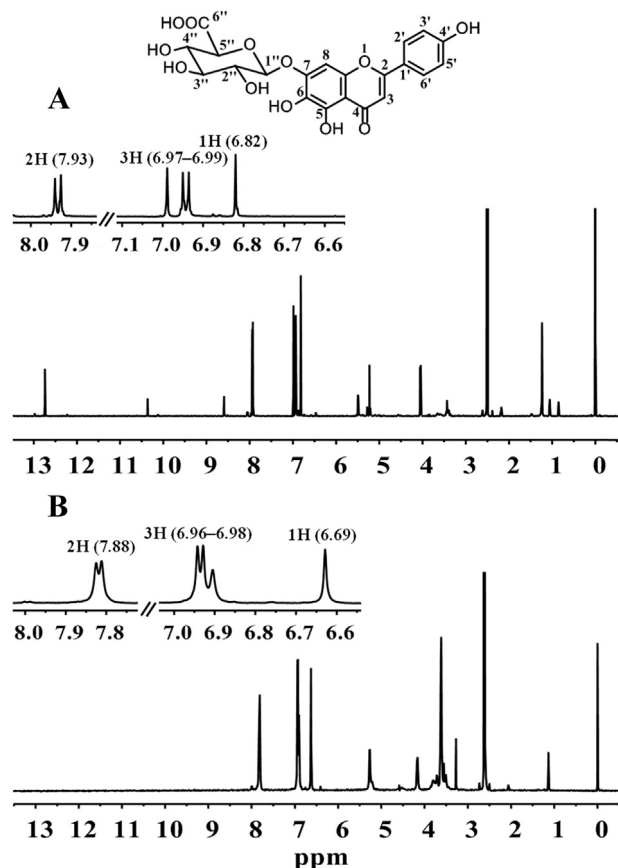 A
HOOC 6''
4'' HO
5''
HO
3''
2''
HO
1''
O
7
8
1
O
2
3
4
O
5
OH
6
HO
1'
2'
3'
4'
OH
5'
6'
2H (7.93)
3H (6.97–6.99)
1H (6.82)
8.0 7.9 7.1 7.0 6.9 6.8 6.7 6.6
13 12 11 10 9 8 7 6 5 4 3 2 1 0
B
2H (7.88)
3H (6.96–6.98)
1H (6.69)
8.0 7.9 7.8 7.0 6.9 6.8 6.7 6.6
13 12 11 10 9 8 7 6 5 4 3 2 1 0
ppm